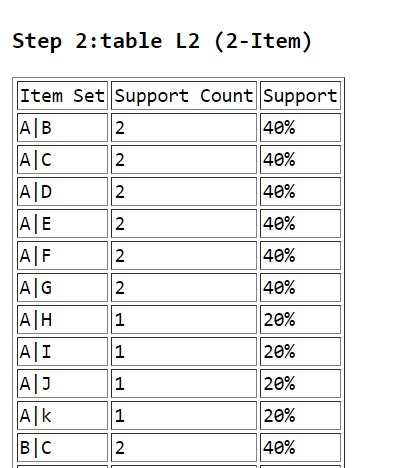 Step 2:table L2 (2-Item)
Item Set Support Count Support
A|B 2 40%
A|C 2 40%
A|D 2 40%
A|E 2 40%
A|F 2 40%
A|G 2 40%
A|H 1 20%
A|I 1 20%
A|J 1 20%
A|k 1 20%
B|C 2 40%